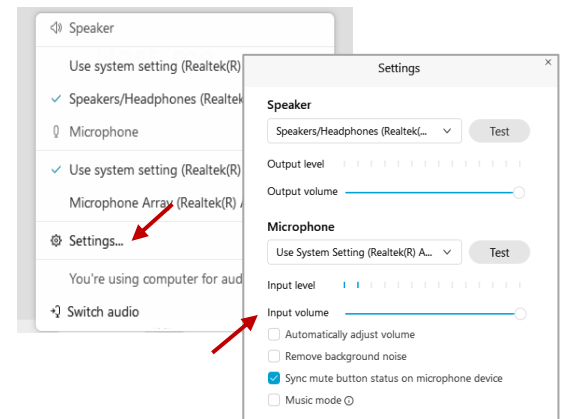 Speaker
Use system setting (Realtek(R)
Speakers/Headphones (Realtek
Microphone
Use system setting (Realtek(R)
Microphone Array (Realtek(R) A
Settings...
You're using computer for aud
Switch audio
Settings
Speaker
Speakers/Headphones (Realtek(...
Test
Output level
Output volume
Microphone
Use System Setting (Realtek(R) A...
Test
Input level
Input volume
Automatically adjust volume
Remove background noise
Sync mute button status on microphone device
Music mode